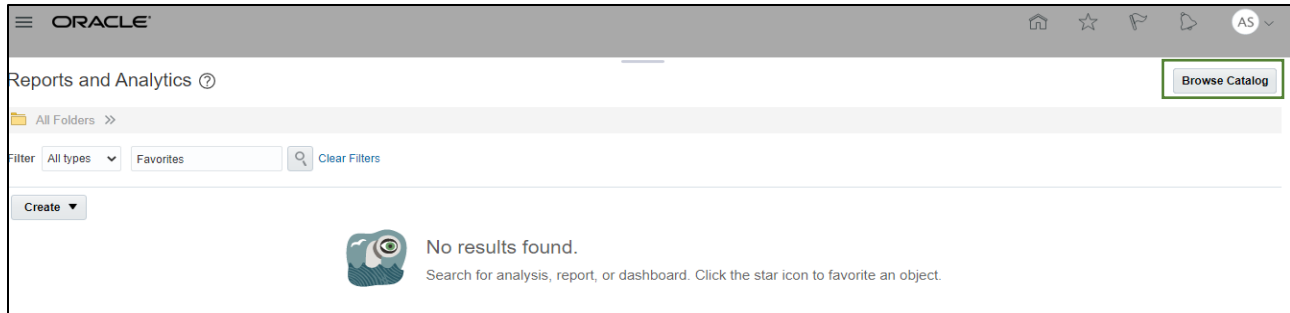 ORACLE
AS
Reports and Analytics ?
Browse Catalog
All Folders
Filter All types Favorites Clear Filters
Create
No results found.
Search for analysis, report, or dashboard. Click the star icon to favorite an object.